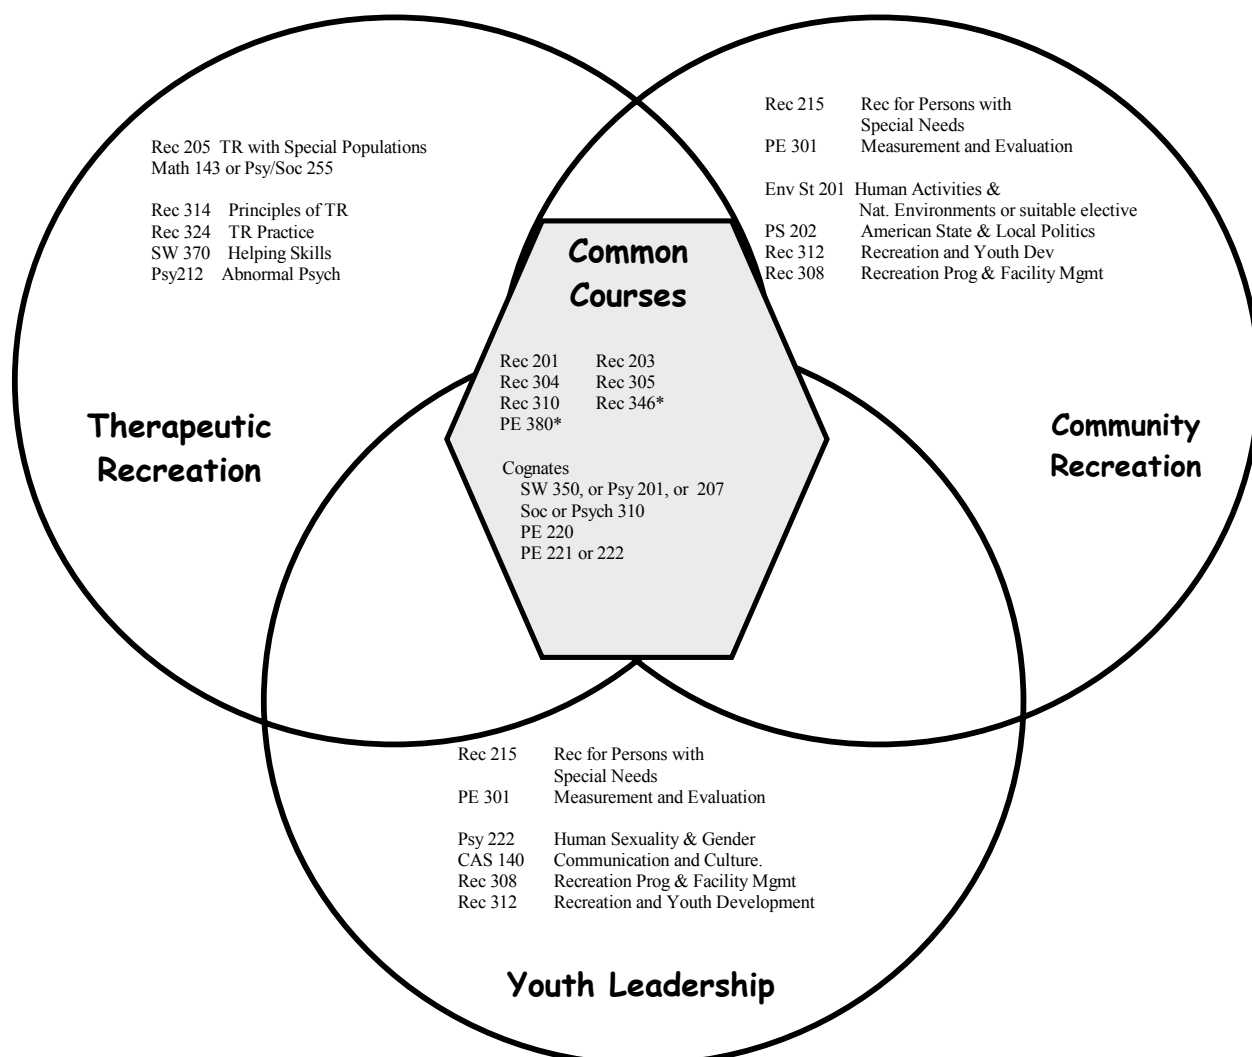 Rec 205 TR with Special Populations
Math 143 or Psy/Soc 255
Rec 314 Principles of TR
Rec 324 TR Practice
SW 370 Helping Skills
Psy212 Abnormal Psych
Therapeutic
Recreation
Rec 215 Rec for Persons with
Special Needs
PE 301 Measurement and Evaluation
Env St 201 Human Activities &
Nat. Environments or suitable elective
PS 202 American State & Local Politics
Rec 312 Recreation and Youth Dev
Rec 308 Recreation Prog & Facility Mgmt
Community
Recreation
Common
Courses
Rec 201 Rec 203
Rec 304 Rec 305
Rec 310 Rec 346*
PE 380*
Cognates
SW 350, or Psy 201, or 207
Soc or Psych 310
PE 220
PE 221 or 222
Rec 215 Rec for Persons with
Special Needs
PE 301 Measurement and Evaluation
Psy 222 Human Sexuality & Gender
CAS 140 Communication and Culture.
Rec 308 Recreation Prog & Facility Mgmt
Rec 312 Recreation and Youth Development
Youth Leadership